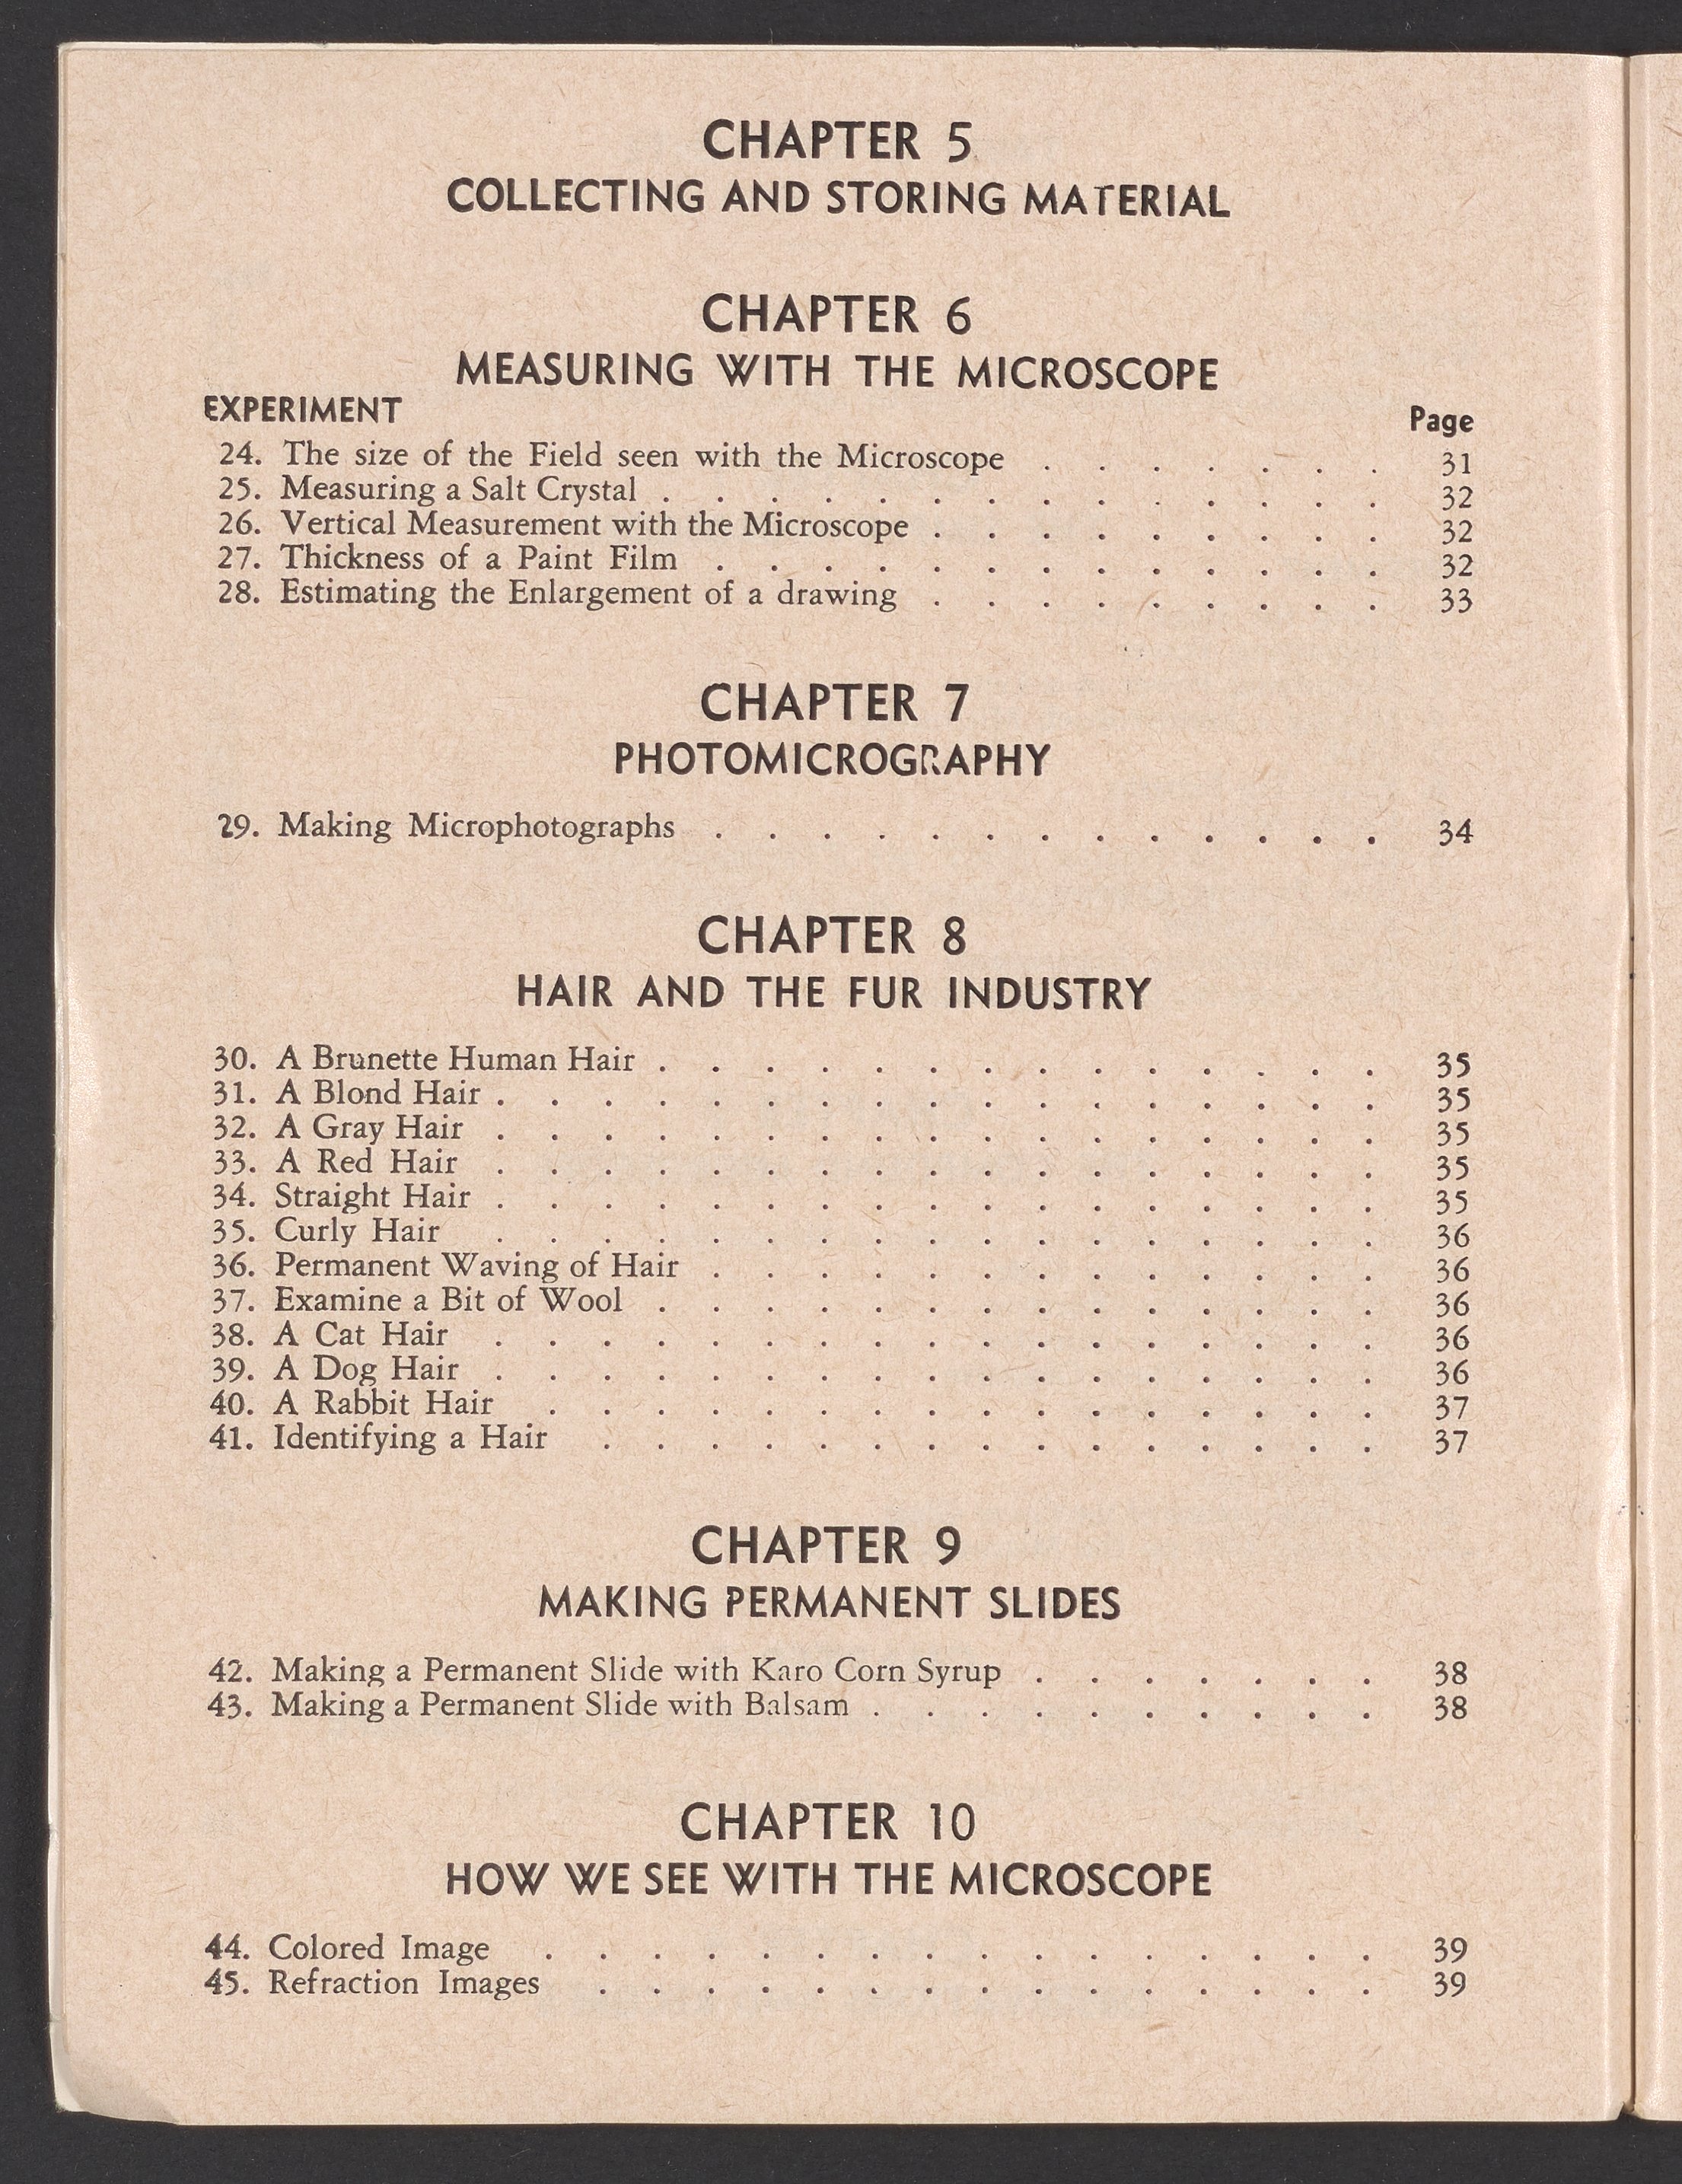 CHAPTER 5
COLLECTING AND STORING MATERIAL
CHAPTER 6
MEASURING WITH THE MICROSCOPE
EXPERIMENT Page
24. The size of the Field seen with the Microscope . . . . . . . 31
25. Measuring a Salt Crystal . . . . . . . . . . . . . . 32
26. Vertical Measurement with the Microscope . . . . . . . . . 32
27. Thickness of a Paint Film . . . . . . . . . . . . . 32
28. Estimating the Enlargement of a drawing . . . . . . . . . 33
CHAPTER 7
PHOTOMICROGRAPHY
29. Making Microphotographs . . . . . . . . . . . . . 34
CHAPTER 8
HAIR AND THE FUR INDUSTRY
30. A Brunette Human Hair . . . . . . . . . . . . . . 35
31. A Blond Hair . . . . . . . . . . . . . . . . . 35
32. A Gray Hair . . . . . . . . . . . . . . . . . 35
33. A Red Hair . . . . . . . . . . . . . . . . . 35
34. Straight Hair . . . . . . . . . . . . . . . . . 35
35. Curly Hair . . . . . . . . . . . . . . . . . 36
36. Permanent Waving of Hair . . . . . . . . . . . . . 36
37. Examine a Bit of Wool . . . . . . . . . . . . . . 36
38. A Cat Hair . . . . . . . . . . . . . . . . . 36
39. A Dog Hair . . . . . . . . . . . . . . . . . 36
40. A Rabbit Hair . . . . . . . . . . . . . . . . 37
41. Identifying a Hair . . . . . . . . . . . . . . . 37
CHAPTER 9
MAKING PERMANENT SLIDES
42. Making a Permanent Slide with Karo Corn Syrup . . . . . . . 38
43. Making a Permanent Slide with Balsam . . . . . . . . . . 38
CHAPTER 10
HOW WE SEE WITH THE MICROSCOPE
44. Colored Image . . . . . . . . . . . . . . . . 39
45. Refraction Images . . . . . . . . . . . . . . . 39